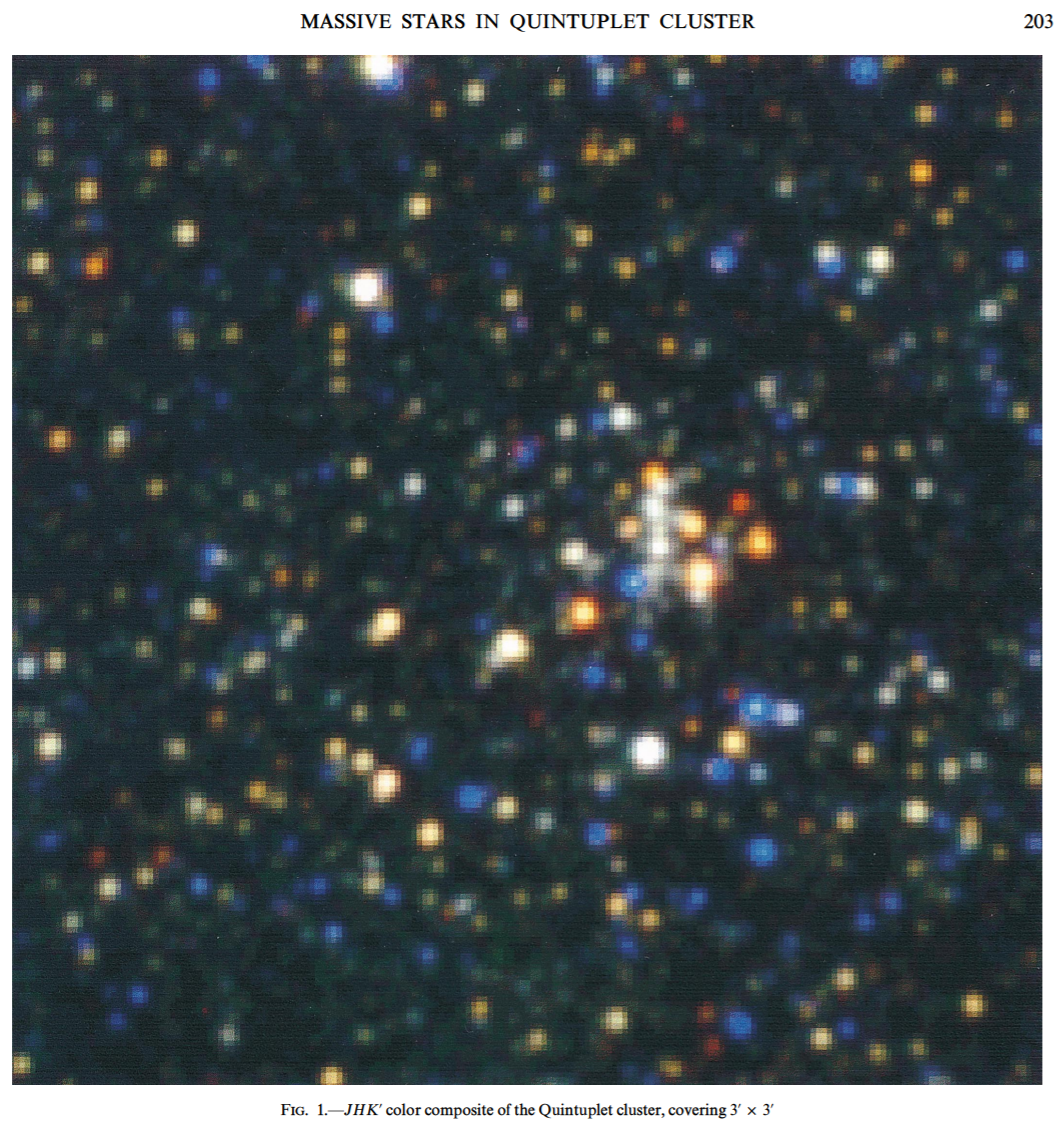 MASSIVE STARS IN QUINTUPLET CLUSTER 203
FIG. 1.—JHK′ color composite of the Quintuplet cluster, covering 3′ × 3′